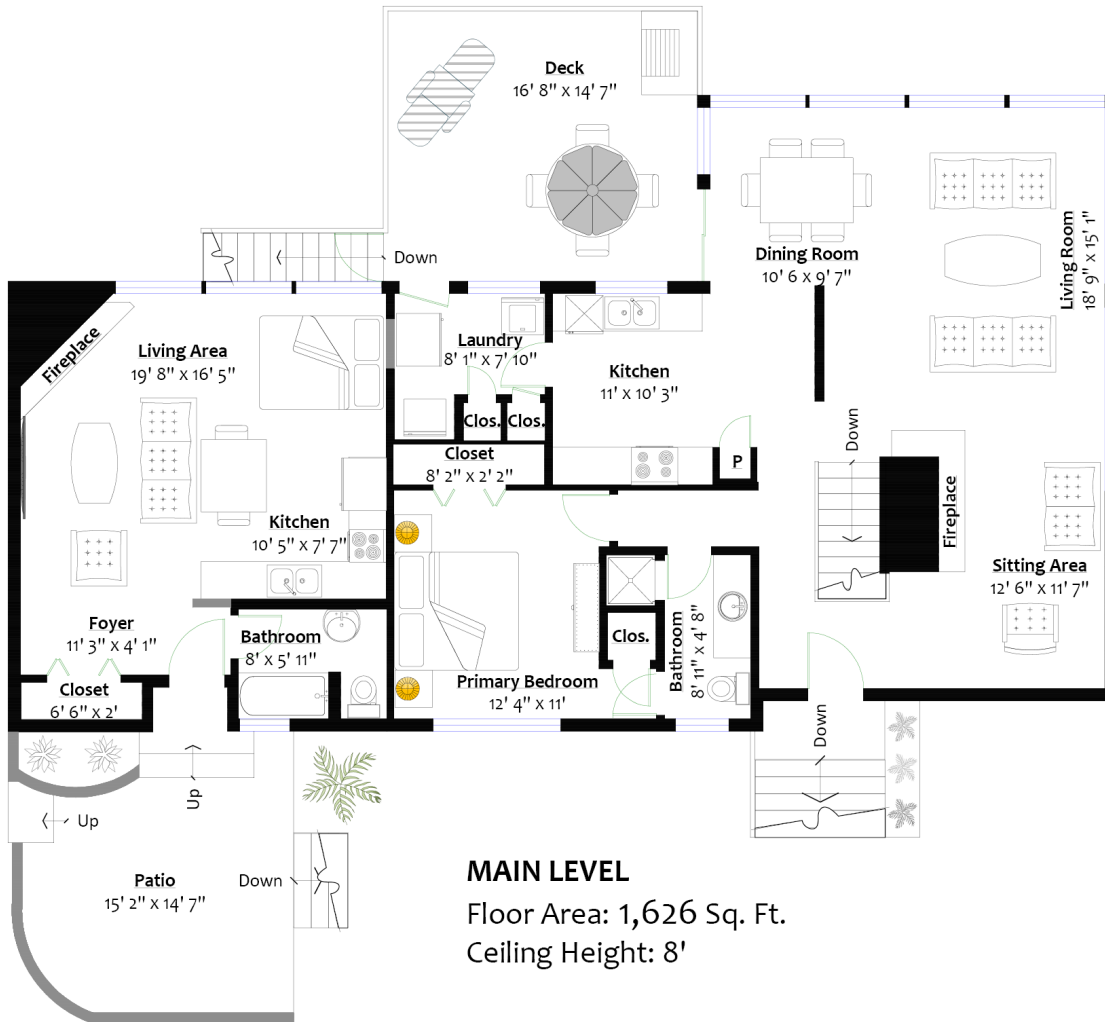 Deck
16' 8" x 14' 7"
Down
Dining Room
10' 6 x 9' 7"
Living Room
18' 9" x 15' 1"
Fireplace
Living Area
19' 8" x 16' 5"
Laundry
8' 1" x 7' 10"
Kitchen
11' x 10' 3"
Clos.
Clos.
Closet
8' 2" x 2' 2"
P
Down
Fireplace
Kitchen
10' 5" x 7' 7"
Sitting Area
12' 6" x 11' 7"
Foyer
11' 3" x 4' 1"
Bathroom
8' x 5' 11"
Clos.
Bathroom
8' 11" x 4' 8"
Closet
6' 6" x 2'
Primary Bedroom
12' 4" x 11'
Down
Up
Up
Patio
15' 2" x 14' 7"
Down
MAIN LEVEL
Floor Area: 1,626 Sq. Ft.
Ceiling Height: 8'